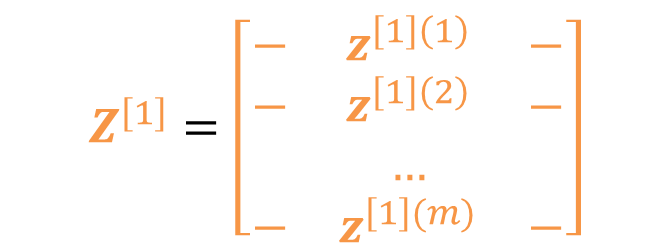 — z^{[1](1)} —
— z^{[1](2)} —
Z^{[1]} =
...
— z^{[1](m)} —